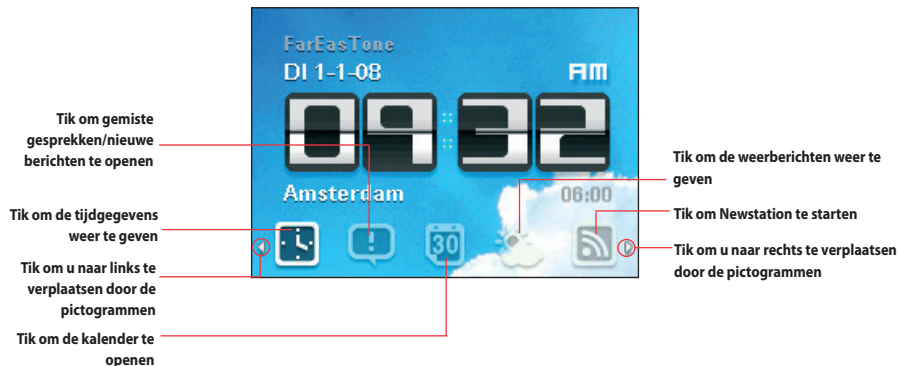 FarEasTone
DI 1-1-08
AM
09:32
Amsterdam
06:00
30
Tik om gemiste
gesprekken/nieuwe
berichten te openen
Tik om de tijdgegevens
weer te geven
Tik om u naar links te
verplaatsen door de
pictogrammen
Tik om de kalender te
openen
Tik om de weerberichten weer te
geven
Tik om Newstation te starten
Tik om u naar rechts te verplaatsen
door de pictogrammen